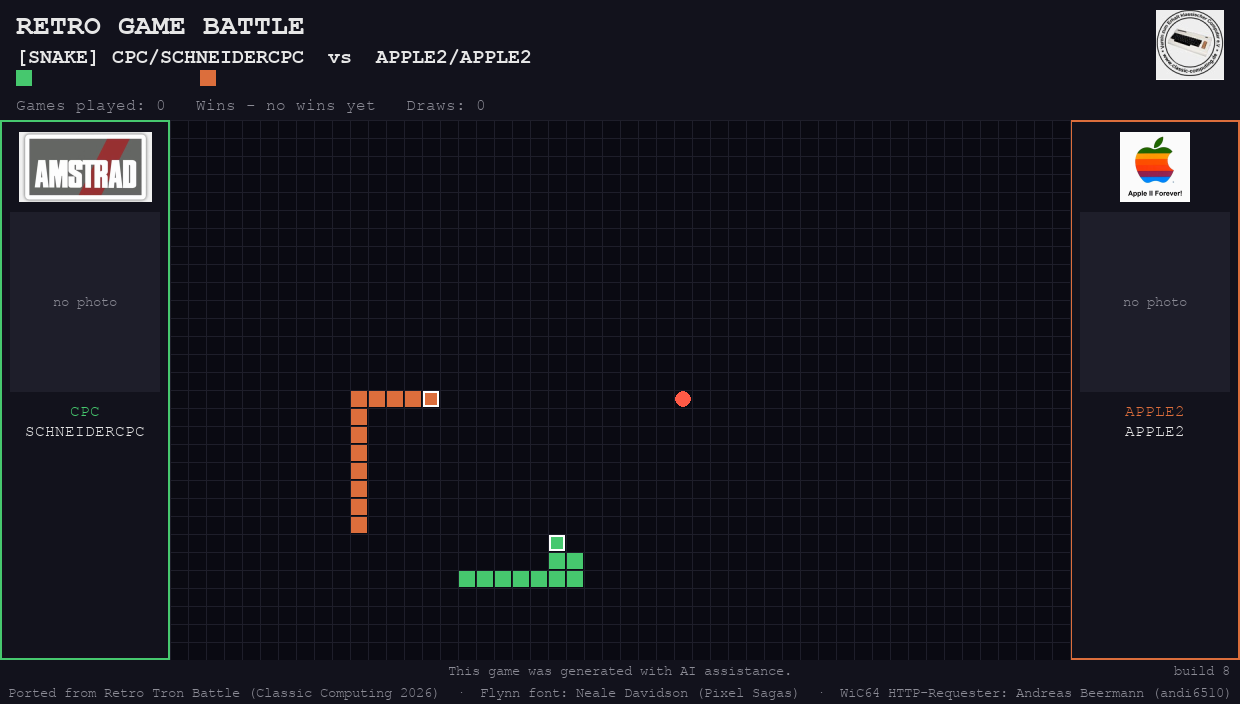 RETRO GAME BATTLE
[SNAKE] CPC/SCHNEIDERCPC vs APPLE2/APPLE2
Games played: 0 Wins - no wins yet Draws: 0
AMSTRAD
no photo
CPC
SCHNEIDERCPC
Apple II Forever!
no photo
APPLE2
APPLE2
This game was generated with AI assistance.
build 8
Ported from Retro Tron Battle (Classic Computing 2026) · Flynn font: Neale Davidson (Pixel Sagas) · WiC64 HTTP-Requester: Andreas Beermann (andi6510)